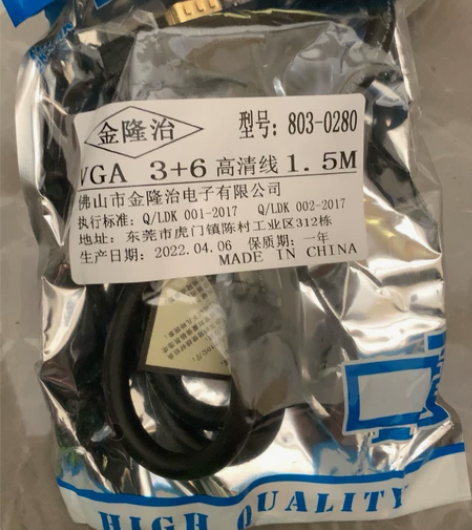 金隆治
型号: 803-0280
VGA 3+6高清线1.5M
佛山市金隆治电子有限公司
执行标准: Q/LDK 001-2017 Q/LDK 002-2017
地址: 东莞市虎门镇陈村工业区312栋
生产日期: 2022.04.06 保质期: 一年
MADE IN CHINA
HIGH QUALITY